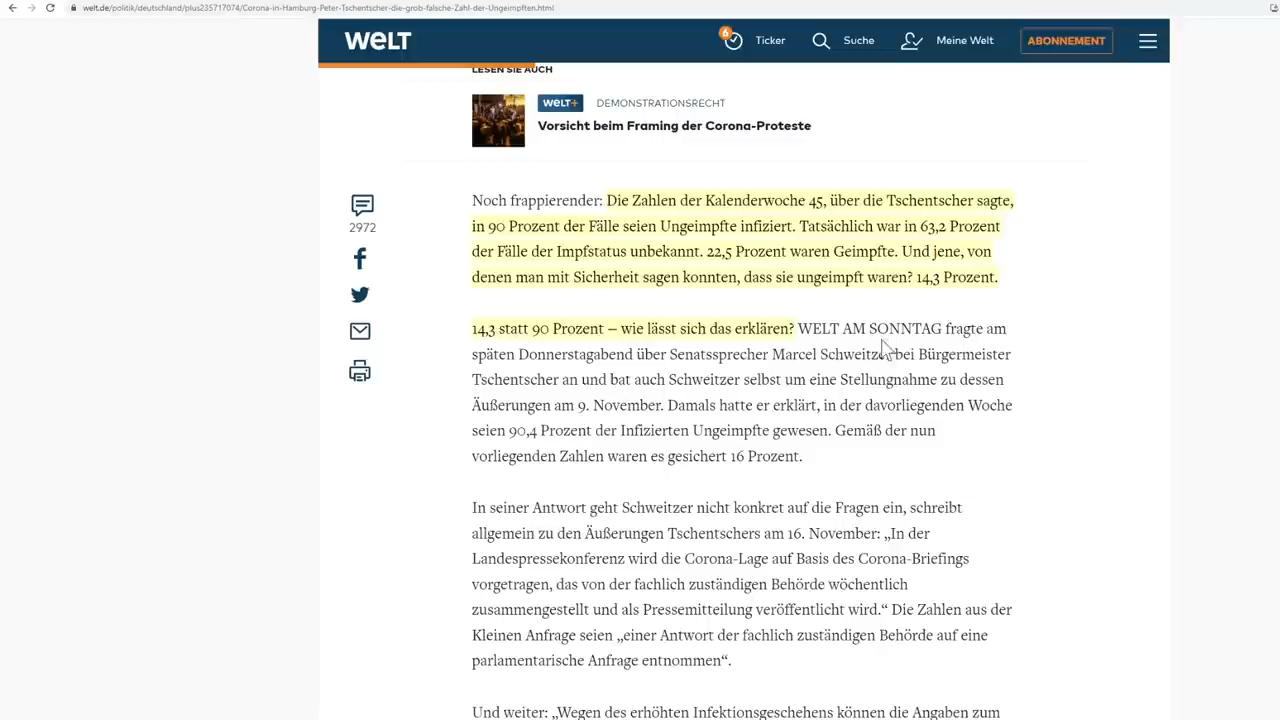 welt.de/politik/deutschland/plus235717074/Corona-in-Hamburg-Peter-Tschentscher-die-grob-falsche-Zahl-der-Ungeimpften.html
WELT
6
Ticker
Suche
Meine Welt
ABONNEMENT
LESEN SIE AUCH
WELT+ DEMONSTRATIONSRECHT
Vorsicht beim Framing der Corona-Proteste
2972
Noch frappierender: Die Zahlen der Kalenderwoche 45, über die Tschentscher sagte,
in 90 Prozent der Fälle seien Ungeimpfte infiziert. Tatsächlich war in 63,2 Prozent
der Fälle der Impfstatus unbekannt. 22,5 Prozent waren Geimpfte. Und jene, von
denen man mit Sicherheit sagen konnten, dass sie ungeimpft waren? 14,3 Prozent.
14,3 statt 90 Prozent – wie lässt sich das erklären? WELT AM SONNTAG fragte am
späten Donnerstagabend über Senatssprecher Marcel Schweitzer bei Bürgermeister
Tschentscher an und bat auch Schweitzer selbst um eine Stellungnahme zu dessen
Äußerungen am 9. November. Damals hatte er erklärt, in der davorliegenden Woche
seien 90,4 Prozent der Infizierten Ungeimpfte gewesen. Gemäß der nun
vorliegenden Zahlen waren es gesichert 16 Prozent.
In seiner Antwort geht Schweitzer nicht konkret auf die Fragen ein, schreibt
allgemein zu den Äußerungen Tschentschers am 16. November: „In der
Landespressekonferenz wird die Corona-Lage auf Basis des Corona-Briefings
vorgetragen, das von der fachlich zuständigen Behörde wöchentlich
zusammengestellt und als Pressemitteilung veröffentlicht wird.“ Die Zahlen aus der
Kleinen Anfrage seien „einer Antwort der fachlich zuständigen Behörde auf eine
parlamentarische Anfrage entnommen“.
Und weiter: „Wegen des erhöhten Infektionsgeschehens können die Angaben zum